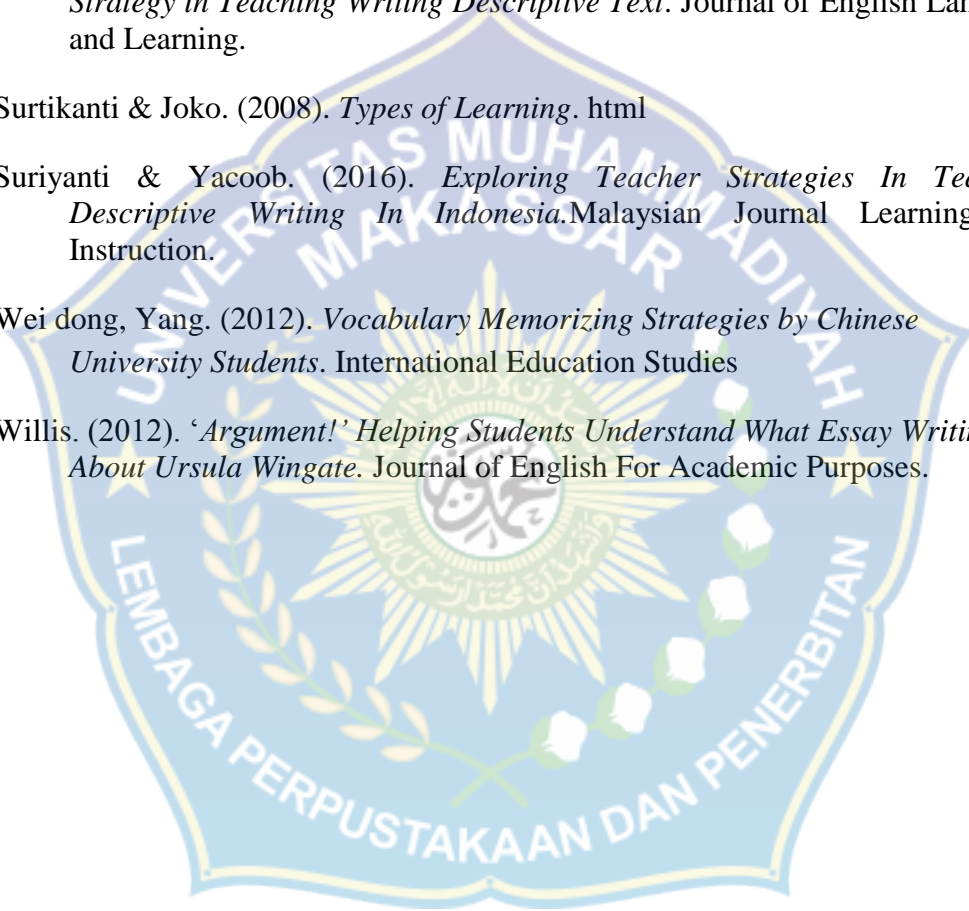 Strategy in Teaching Writing Descriptive Text. Journal of English Lan
and Learning.
Surtikanti & Joko. (2008). Types of Learning. html
Suriyanti & Yacoob. (2016). Exploring Teacher Strategies In Tea
Descriptive Writing In Indonesia.Malaysian Journal Learning
Instruction.
Wei dong, Yang. (2012). Vocabulary Memorizing Strategies by Chinese
University Students. International Education Studies
Willis. (2012). ‘Argument!’ Helping Students Understand What Essay Writin
About Ursula Wingate. Journal of English For Academic Purposes.
UNIVERSITAS MUHAMMADIYAH
MAKASSAR
LEMBAGA PERPUSTAKAAN DAN PENERBITAN